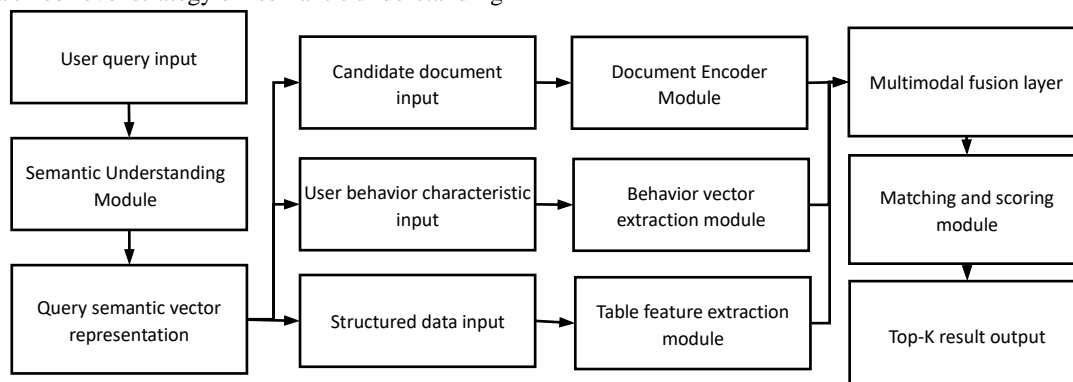 User query input
Semantic Understanding
Module
Query semantic vector
representation
Candidate document
input
User behavior characteristic
input
Structured data input
Document Encoder
Module
Behavior vector
extraction module
Table feature extraction
module
Multimodal fusion layer
Matching and scoring
module
Top-K result output